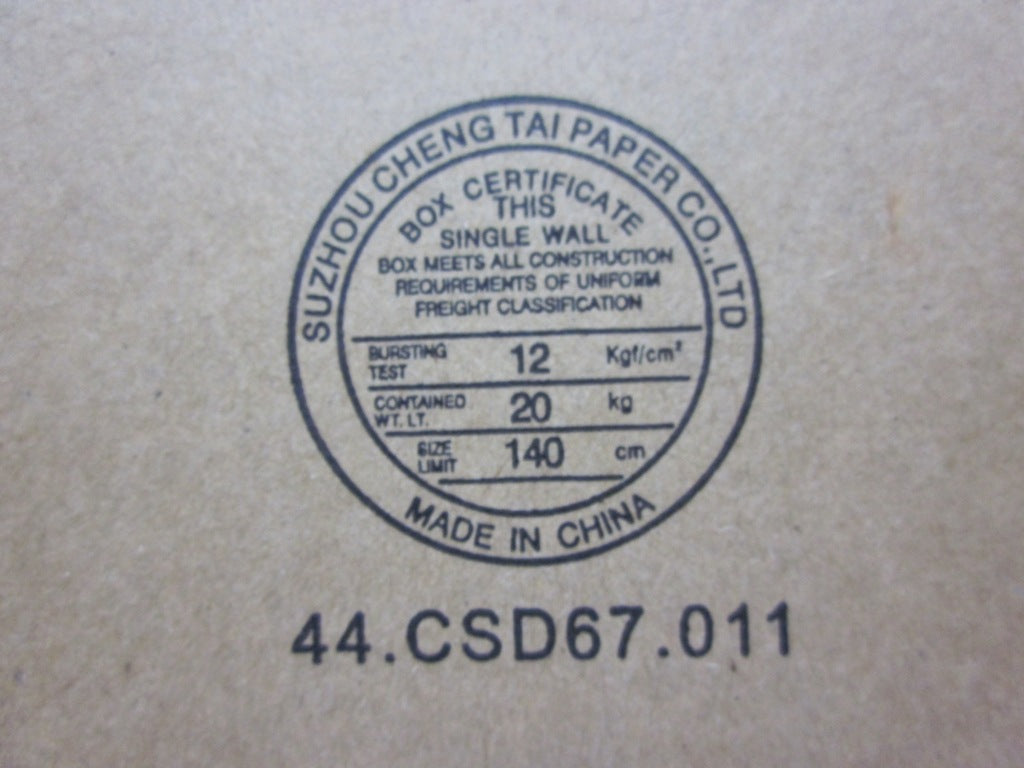 SUZHOU CHENG TAI PAPER CO.,LTD
BOX CERTIFICATE
THIS
SINGLE WALL
BOX MEETS ALL CONSTRUCTION
REQUIREMENTS OF UNIFORM
FREIGHT CLASSIFICATION
BURSTING TEST 12 Kgf/cm²
CONTAINED WT. LT. 20 kg
SIZE LIMIT 140 cm
MADE IN CHINA
44.CSD67.011